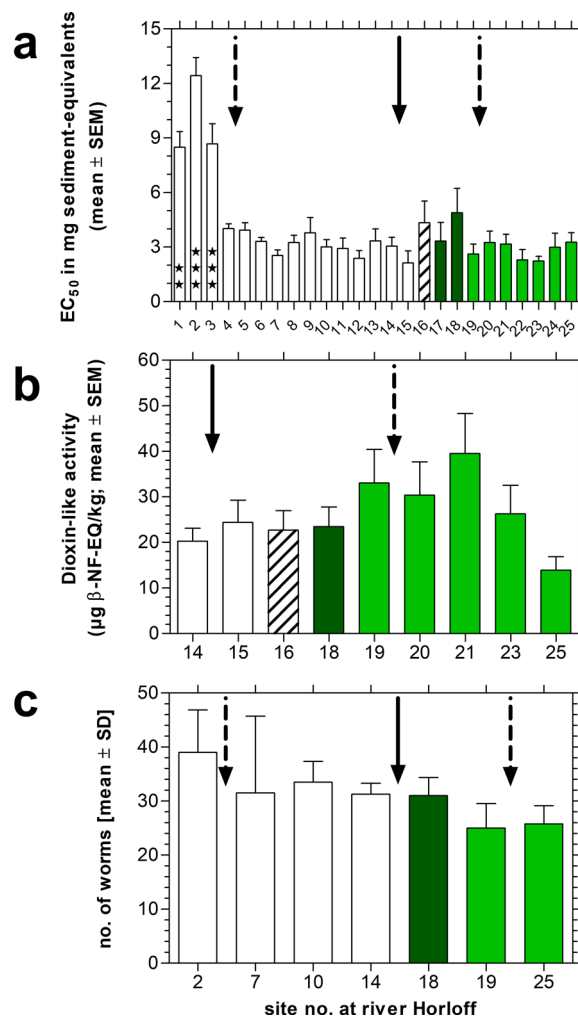 a
EC50 in mg sediment-equivalents
(mean ± SEM)
15
12
9
6
3
0
★★ ★★★ ★★★
1 2 3 4 5 6 7 8 9 10 11 12 13 14 15 16 17 18 19 20 21 22 23 24 25
b
Dioxin-like activity
(µg β-NF-EQ/kg; mean ± SEM)
60
50
40
30
20
10
0
14 15 16 18 19 20 21 23 25
c
no. of worms [mean ± SD]
50
40
30
20
10
0
2 7 10 14 18 19 25
site no. at river Horloff